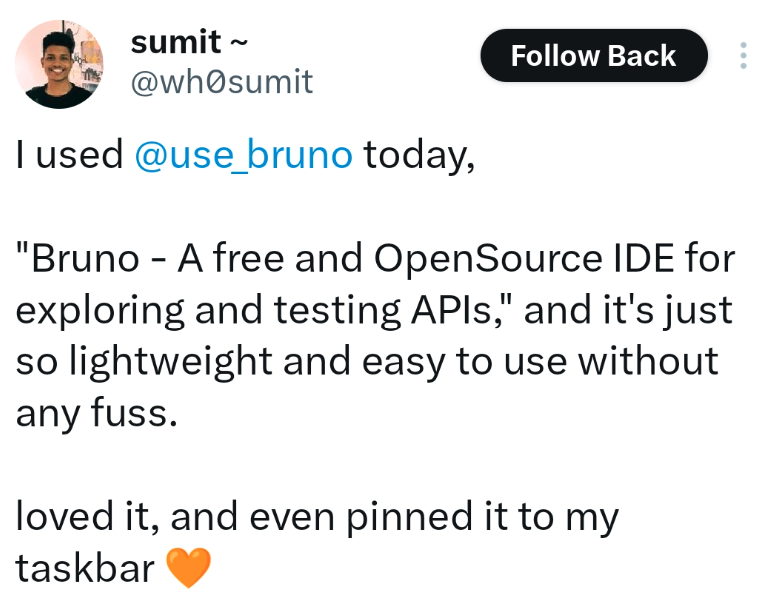 sumit ~
Follow Back
@wh0sumit
I used @use_bruno today,
"Bruno - A free and OpenSource IDE for
exploring and testing APIs," and it's just
so lightweight and easy to use without
any fuss.
loved it, and even pinned it to my
taskbar 🧡